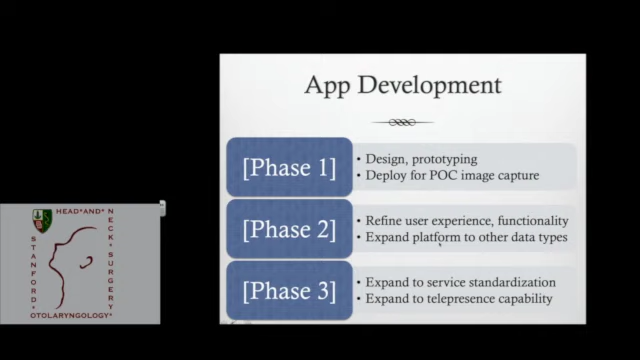 App Development
[Phase 1]
• Design, prototyping
• Deploy for POC image capture
[Phase 2]
• Refine user experience, functionality
• Expand platform to other data types
[Phase 3]
• Expand to service standardization
• Expand to telepresence capability
HEAD*AND*
NECK*SURGERY
STANFORD*
OTOLARYNGOLOGY*